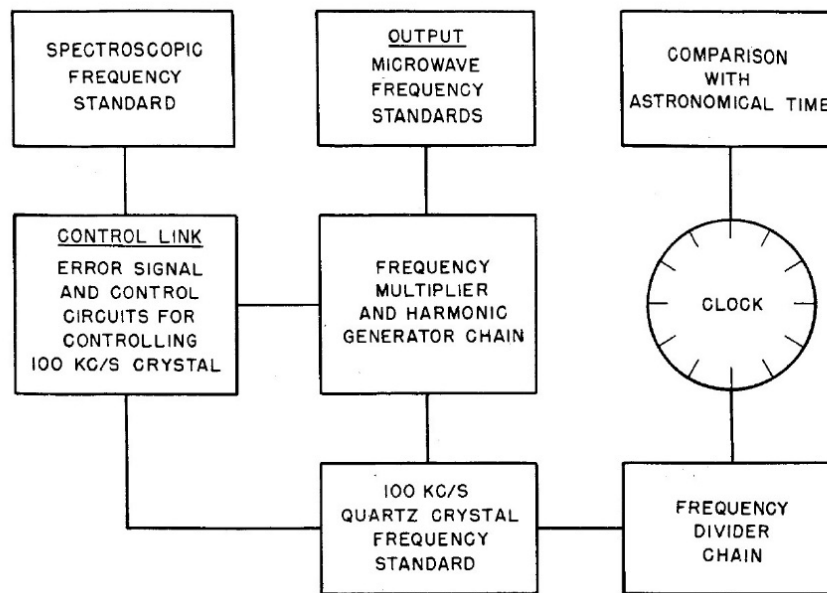 SPECTROSCOPIC
FREQUENCY
STANDARD
OUTPUT
MICROWAVE
FREQUENCY
STANDARDS
COMPARISON
WITH
ASTRONOMICAL TIME
CONTROL LINK
ERROR SIGNAL
AND CONTROL
CIRCUITS FOR
CONTROLLING
100 KC/S CRYSTAL
FREQUENCY
MULTIPLIER
AND HARMONIC
GENERATOR CHAIN
CLOCK
100 KC/S
QUARTZ CRYSTAL
FREQUENCY
STANDARD
FREQUENCY
DIVIDER
CHAIN